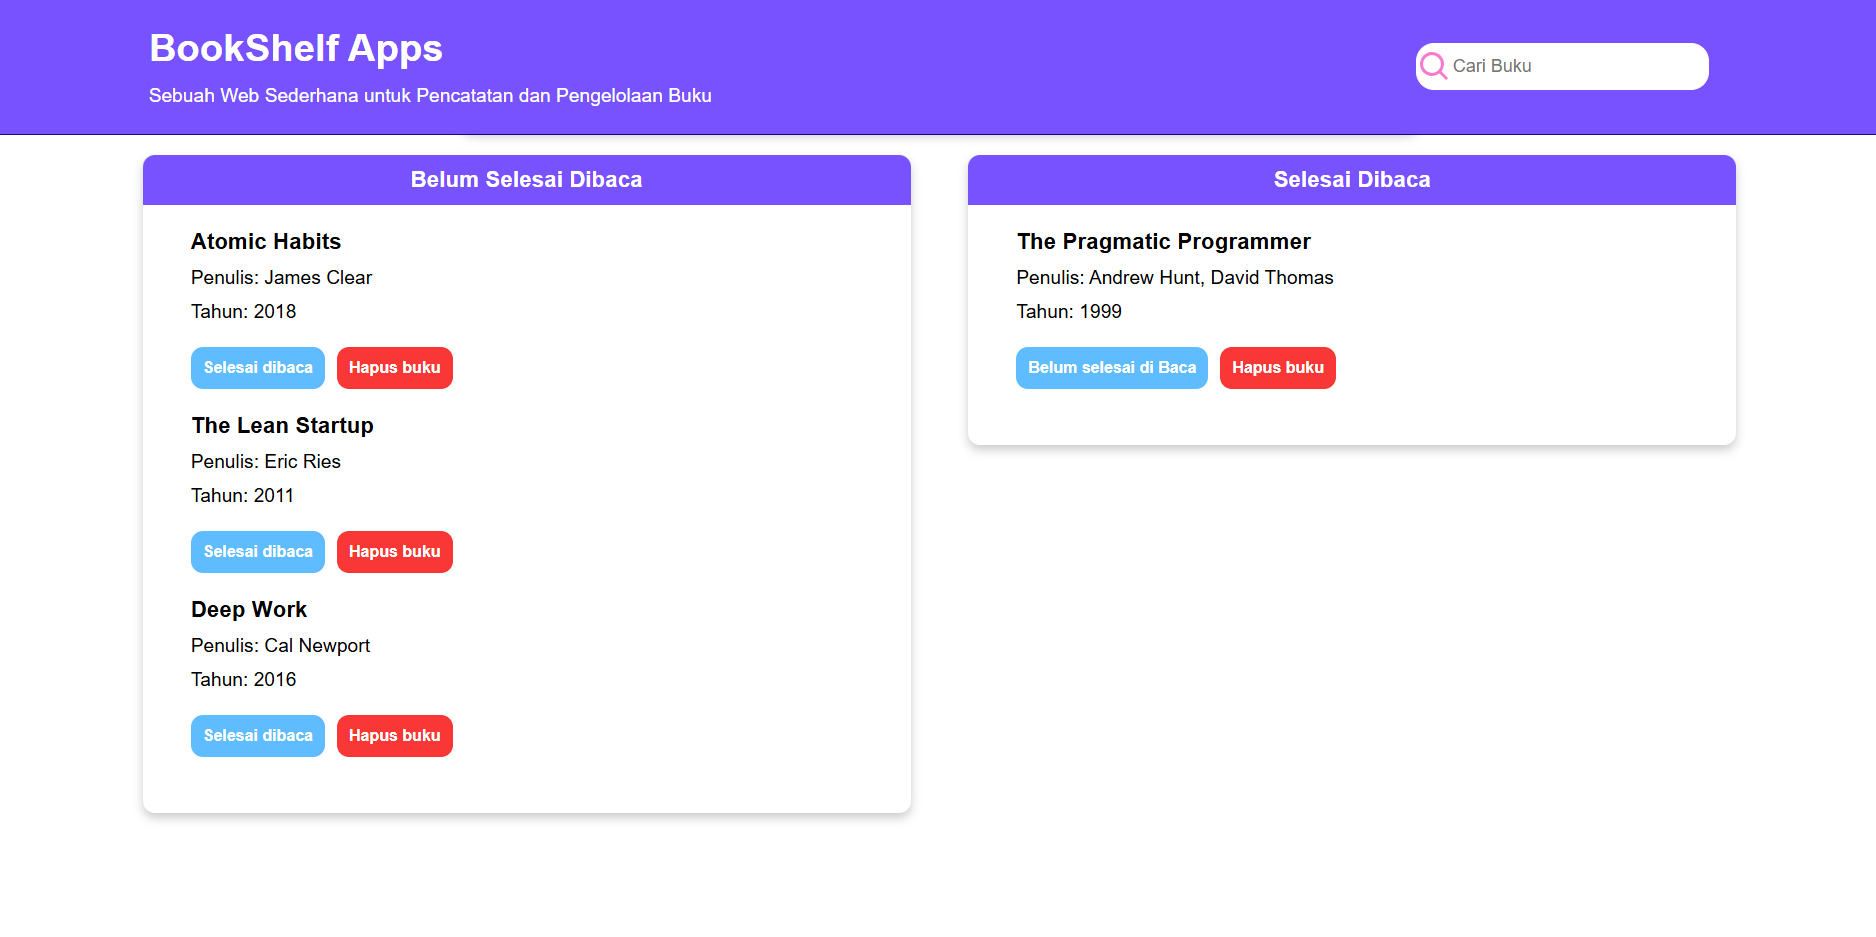 BookShelf Apps
Sebuah Web Sederhana untuk Pencatatan dan Pengelolaan Buku
Cari Buku
Belum Selesai Dibaca
Atomic Habits
Penulis: James Clear
Tahun: 2018
Selesai dibaca Hapus buku
The Lean Startup
Penulis: Eric Ries
Tahun: 2011
Selesai dibaca Hapus buku
Deep Work
Penulis: Cal Newport
Tahun: 2016
Selesai dibaca Hapus buku
Selesai Dibaca
The Pragmatic Programmer
Penulis: Andrew Hunt, David Thomas
Tahun: 1999
Belum selesai di Baca Hapus buku